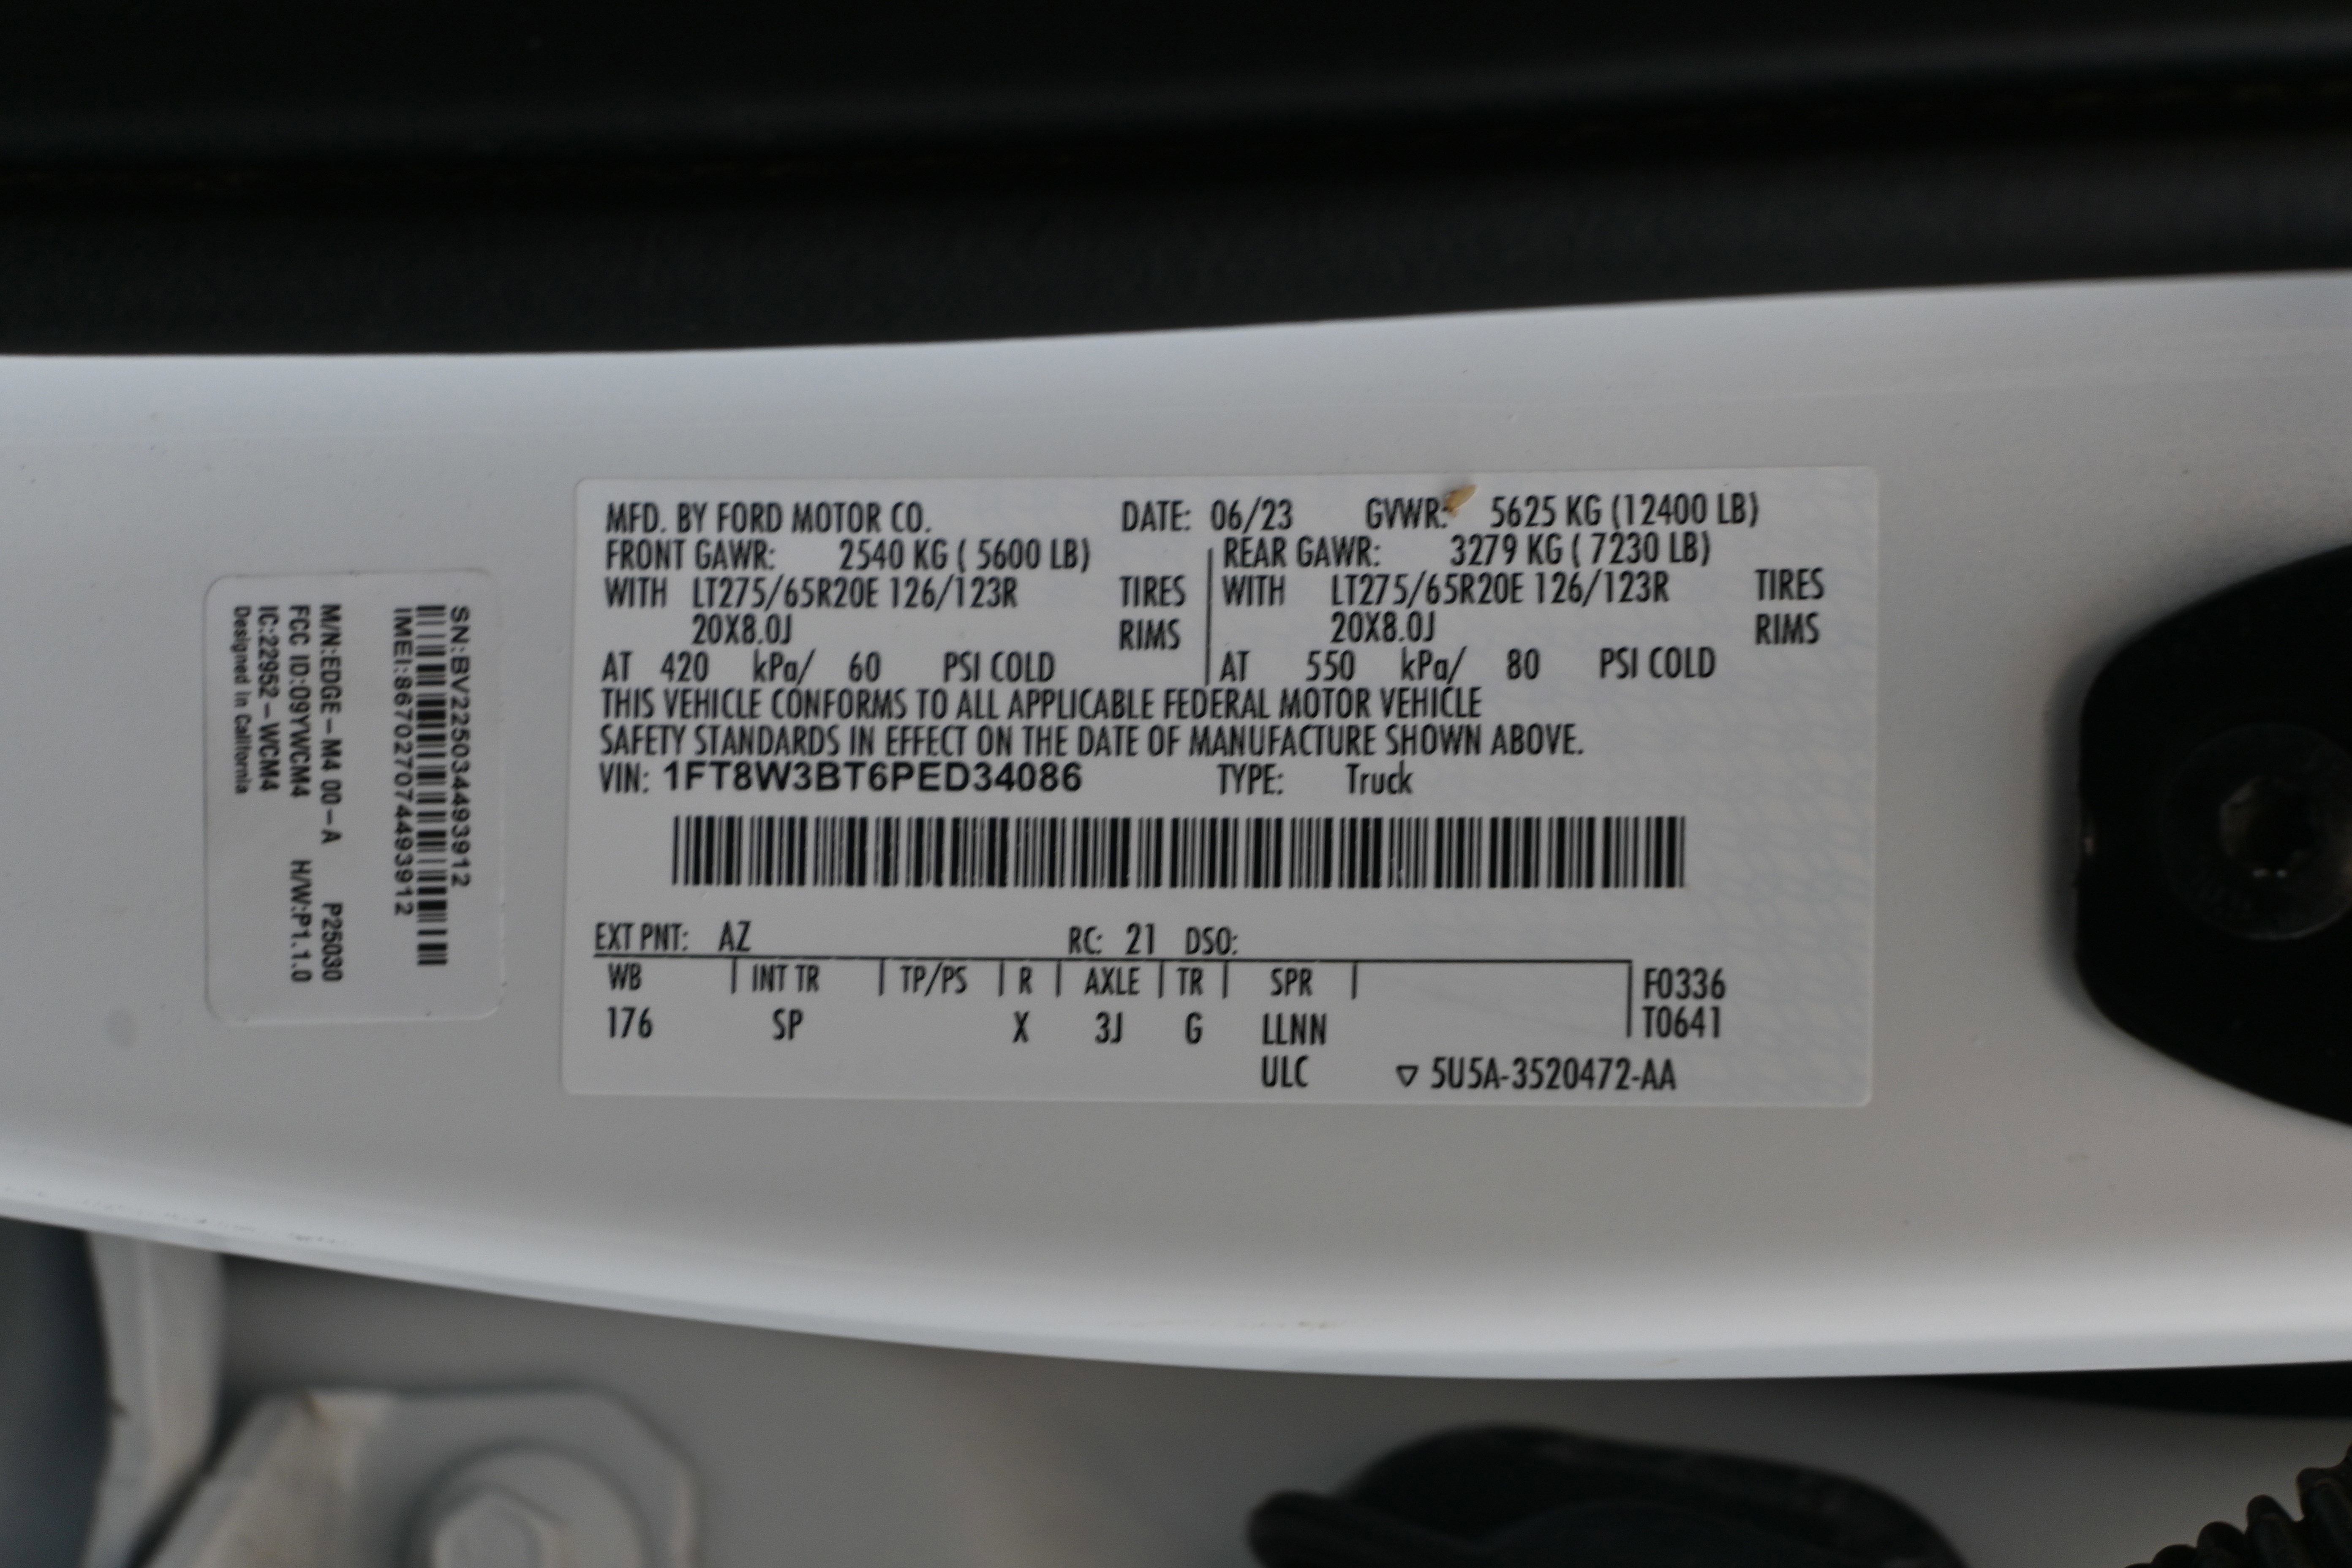 MFD. BY FORD MOTOR CO. DATE: 06/23 GVWR: 5625 KG (12400 LB)
FRONT GAWR: 2540 KG ( 5600 LB) REAR GAWR: 3279 KG ( 7230 LB)
WITH LT275/65R20E 126/123R TIRES WITH LT275/65R20E 126/123R TIRES
20X8.0J RIMS 20X8.0J RIMS
AT 420 kPa/ 60 PSI COLD AT 550 kPa/ 80 PSI COLD
THIS VEHICLE CONFORMS TO ALL APPLICABLE FEDERAL MOTOR VEHICLE
SAFETY STANDARDS IN EFFECT ON THE DATE OF MANUFACTURE SHOWN ABOVE.
VIN: 1FT8W3BT6PED34086 TYPE: Truck
EXT PNT: AZ RC: 21 DSO:
WB INT TR TP/PS R AXLE TR SPR F0336
176 SP X 3J G LLNN T0641
ULC ▽ 5U5A-3520472-AA
SN:BV225034493912
IMEI:867027074493912
M/N:EDGE-M4 00-A P25030
FCC ID:09YWCM4 H/W:P1.1.0
IC:22952-WCM4
Designed in California